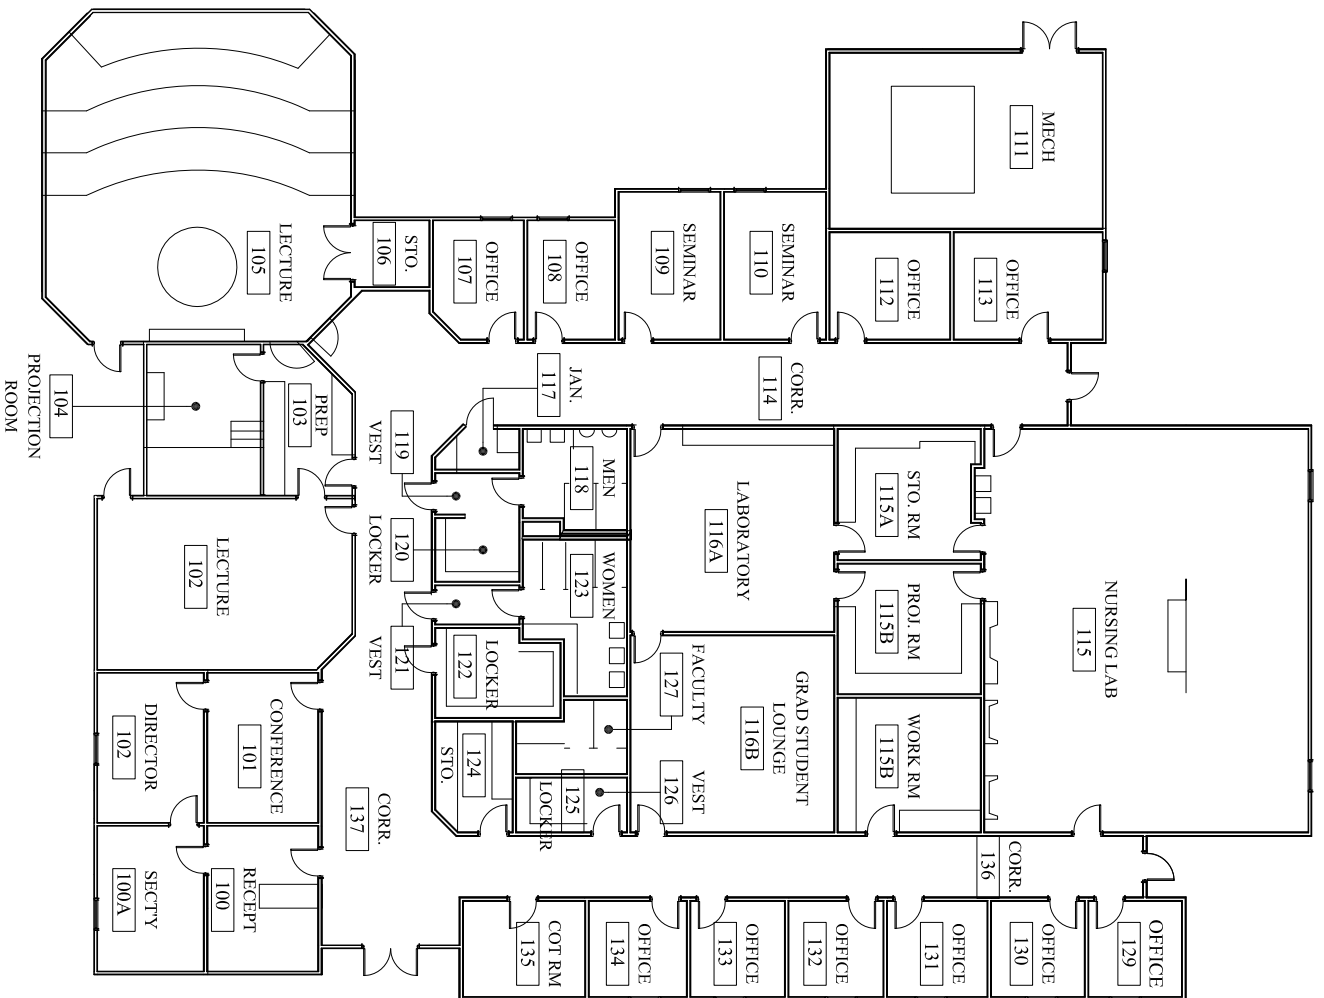 MECH
111
LECTURE
105
STO.
106
OFFICE
107
OFFICE
108
SEMINAR
109
SEMINAR
110
OFFICE
112
OFFICE
113
PROJECTION
ROOM
104
PREP
103
JAN.
117
CORR.
114
VEST
119
MEN
118
LABORATORY
116A
STO. RM
115A
LOCKER
120
LECTURE
102
WOMEN
123
PROJ. RM
115B
NURSING LAB
115
VEST
121
LOCKER
122
FACULTY
127
GRAD STUDENT
LOUNGE
116B
WORK RM
115B
DIRECTOR
102
CONFERENCE
101
STO.
124
LOCKER
125
VEST
126
CORR.
137
SECTY
100A
RECEPT
100
CORR.
136
COT RM
135
OFFICE
134
OFFICE
133
OFFICE
132
OFFICE
131
OFFICE
130
OFFICE
129